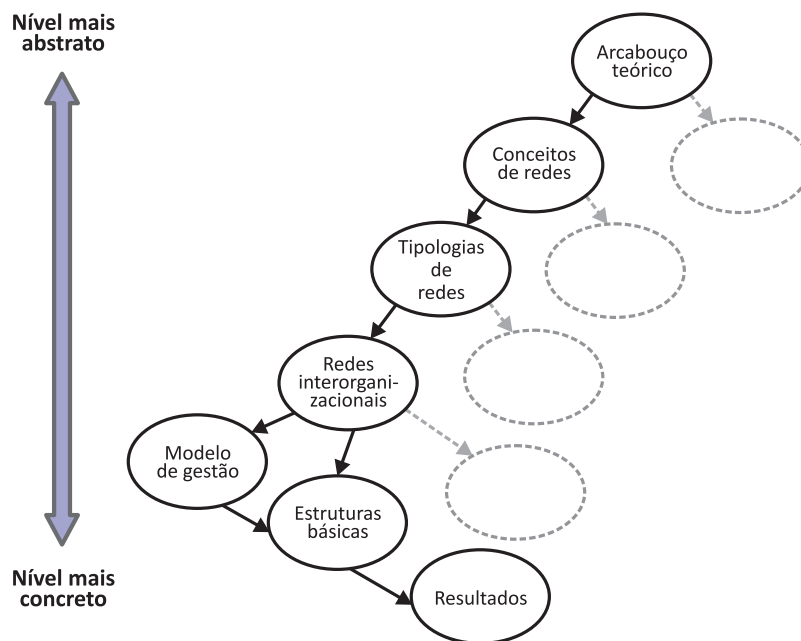 Nível mais
abstrato
Arcabouço
teórico
Conceitos
de redes
Tipologias
de
redes
Redes
interorgani-
zacionais
Modelo
de gestão
Estruturas
básicas
Nível mais
concreto
Resultados